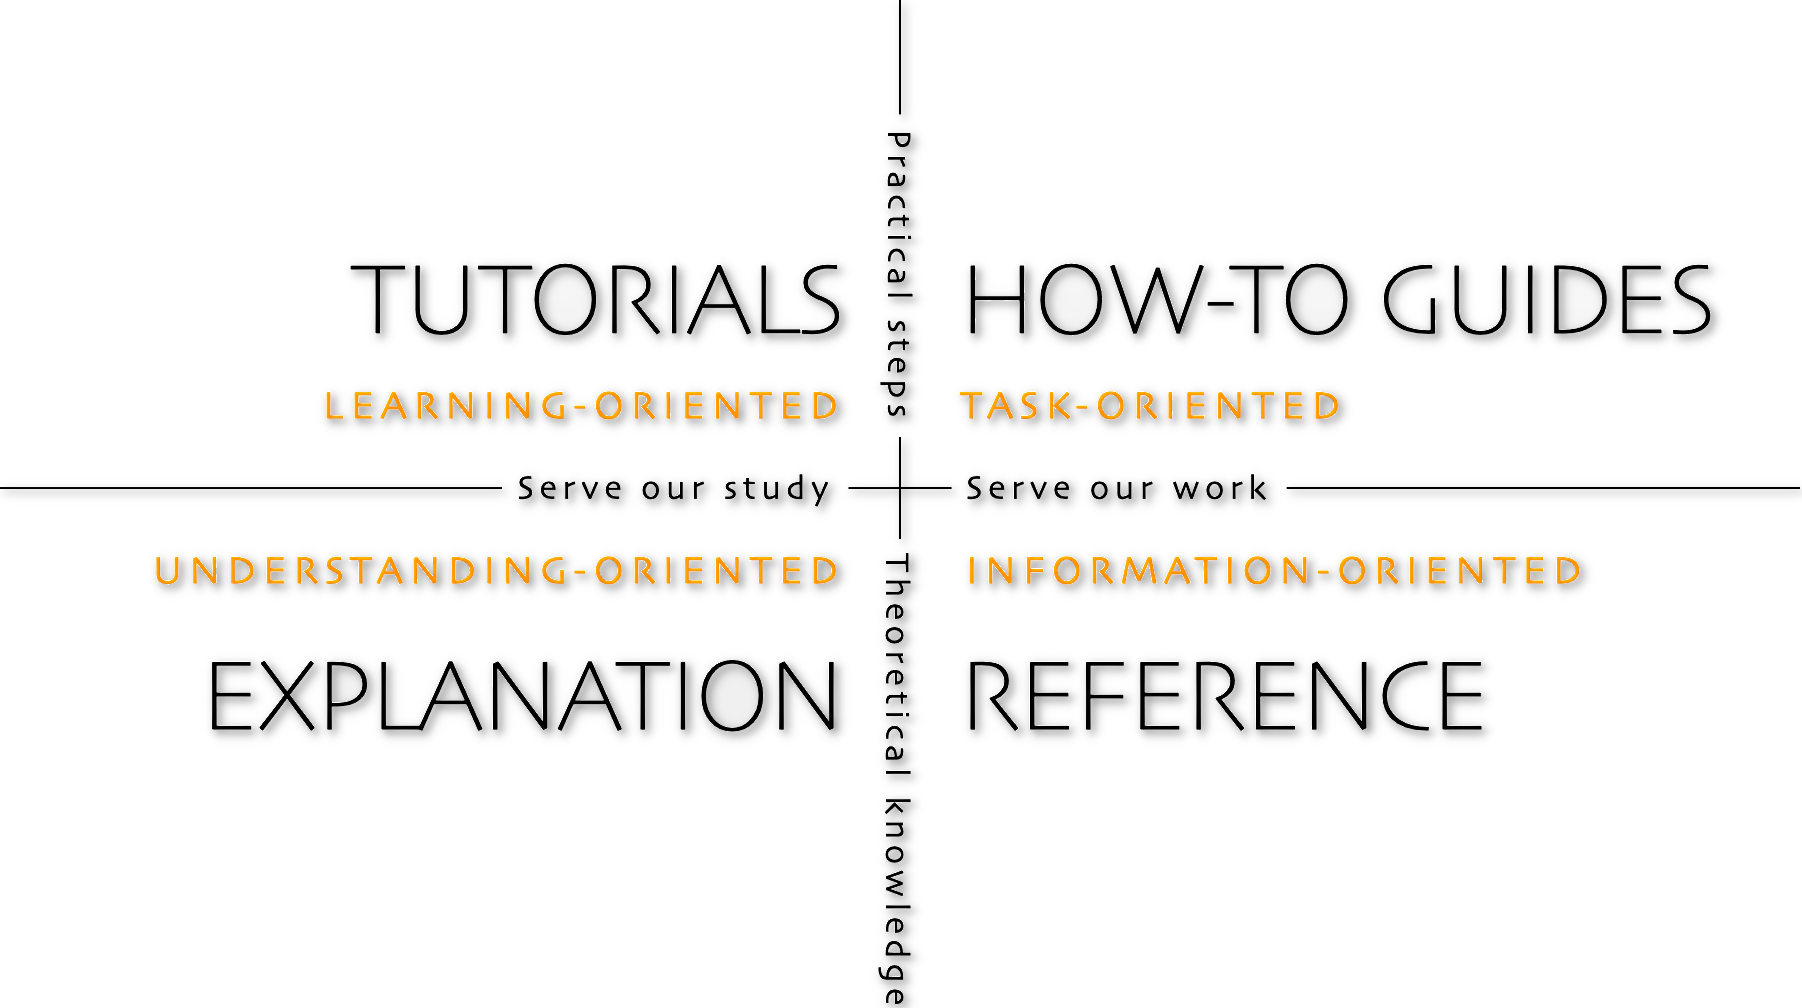 Practical steps
TUTORIALS
HOW-TO GUIDES
LEARNING-ORIENTED
TASK-ORIENTED
Serve our study
Serve our work
UNDERSTANDING-ORIENTED
INFORMATION-ORIENTED
EXPLANATION
REFERENCE
Theoretical knowledge